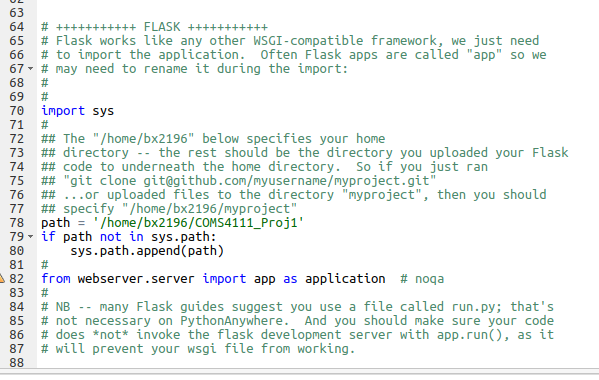 63
64 # +++++++++++ FLASK +++++++++++
65 # Flask works like any other WSGI-compatible framework, we just need
66 # to import the application.  Often Flask apps are called "app" so we
67 # may need to rename it during the import:
68 #
69 #
70 import sys
71 #
72 ## The "/home/bx2196" below specifies your home
73 ## directory -- the rest should be the directory you uploaded your Flask
74 ## code to underneath the home directory.  So if you just ran
75 ## "git clone git@github.com/myusername/myproject.git"
76 ## ...or uploaded files to the directory "myproject", then you should
77 ## specify "/home/bx2196/myproject"
78 path = '/home/bx2196/COMS4111_Proj1'
79 if path not in sys.path:
80     sys.path.append(path)
81 #
82 from webserver.server import app as application  # noqa
83 #
84 # NB -- many Flask guides suggest you use a file called run.py; that's
85 # not necessary on PythonAnywhere.  And you should make sure your code
86 # does *not* invoke the flask development server with app.run(), as it
87 # will prevent your wsgi file from working.
88